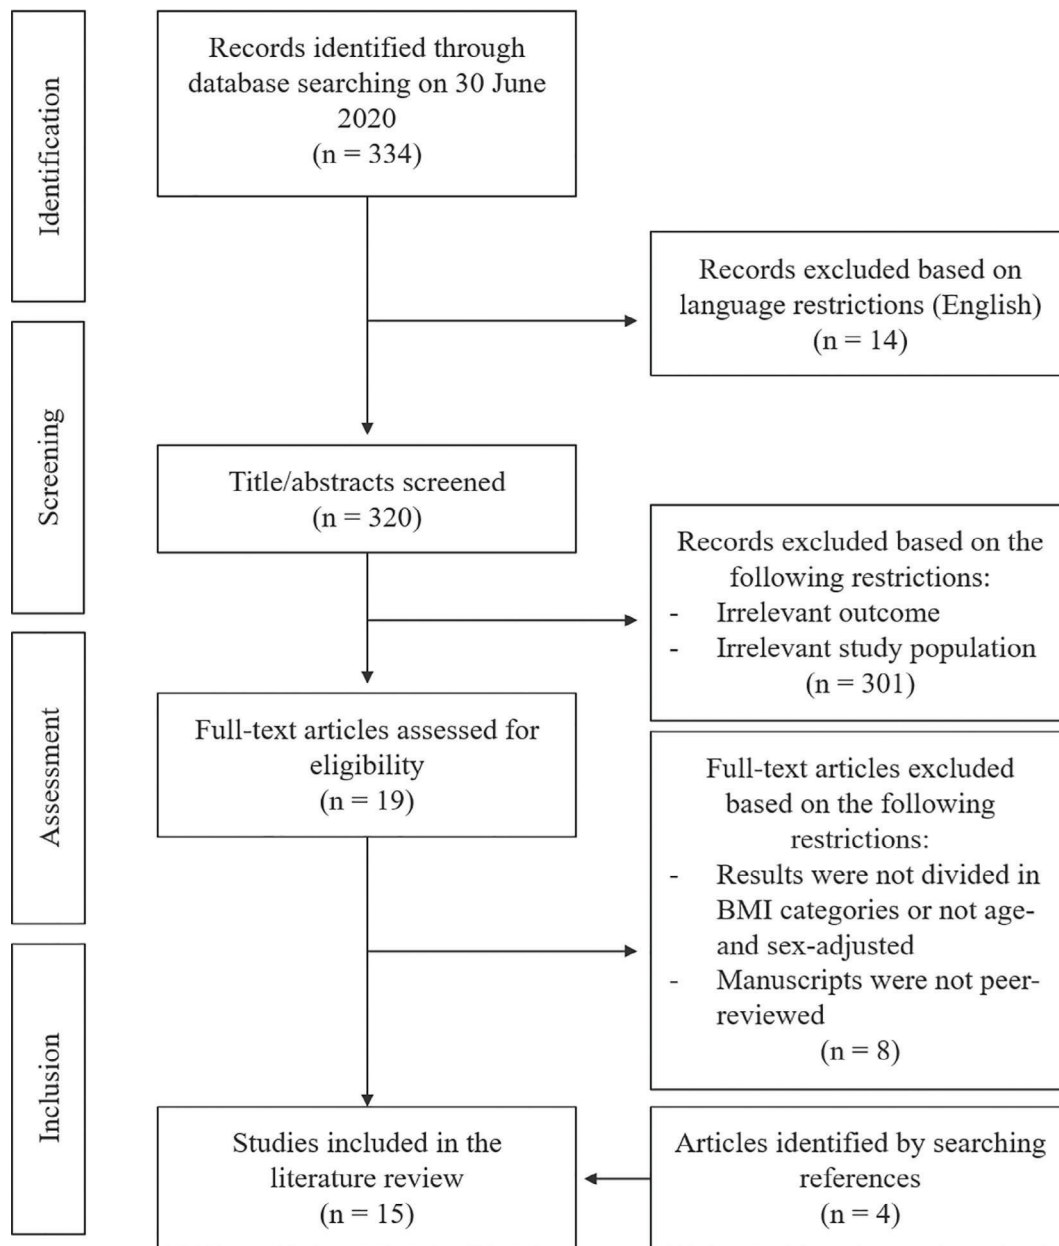 Identification
Records identified through
database searching on 30 June
2020
(n = 334)
Records excluded based on
language restrictions (English)
(n = 14)
Screening
Title/abstracts screened
(n = 320)
Records excluded based on the
following restrictions:
- Irrelevant outcome
- Irrelevant study population
(n = 301)
Assessment
Full-text articles assessed for
eligibility
(n = 19)
Full-text articles excluded
based on the following
restrictions:
- Results were not divided in
BMI categories or not age-
and sex-adjusted
- Manuscripts were not peer-
reviewed
(n = 8)
Inclusion
Studies included in the
literature review
(n = 15)
Articles identified by searching
references
(n = 4)